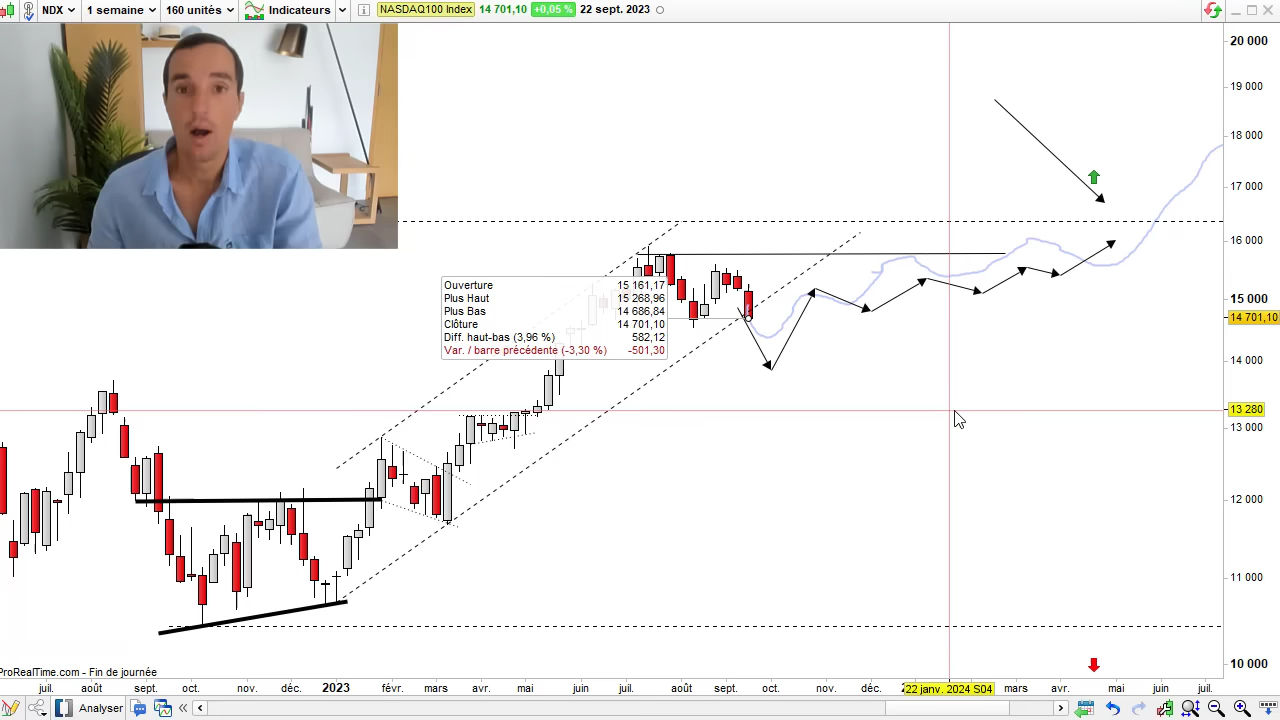 NDX 1 semaine 160 unités Indicateurs NASDAQ100 Index 14 701,10 +0,05 % 22 sept. 2023
20 000
19 000
18 000
17 000
16 000
15 000
14 701,10
14 000
13 280
13 000
12 000
11 000
10 000
Ouverture 15 161,17
Plus Haut 15 268,96
Plus Bas 14 686,84
Clôture 14 701,10
Diff. haut-bas (3,96 %) 582,12
Var. / barre précédente (-3,30 %) -501,30
ProRealTime.com - Fin de journée
juil. août sept. oct. nov. déc. 2023 févr. mars avr. mai juin juil. août sept. oct. nov. déc. 22 janv. 2024 S04 mars avr. mai juin juil.
Analyser